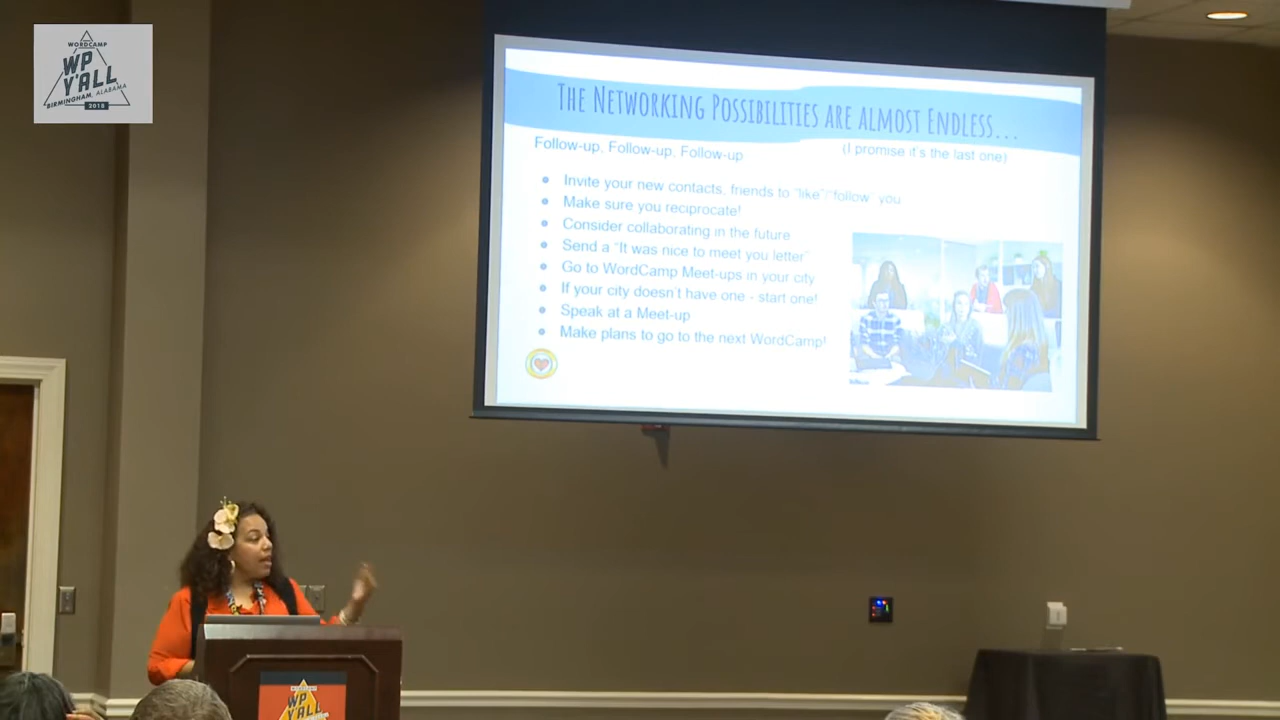 WORDCAMP
WP
Y'ALL
BIRMINGHAM, ALABAMA
2018
THE NETWORKING POSSIBILITIES ARE ALMOST ENDLESS...
Follow-up, Follow-up, Follow-up
(I promise it's the last one)
Invite your new contacts, friends to "like"/"follow" you
Make sure you reciprocate!
Consider collaborating in the future
Send a "It was nice to meet you letter"
Go to WordCamp Meet-ups in your city
If your city doesn't have one - start one!
Speak at a Meet-up
Make plans to go to the next WordCamp!
WP
Y'ALL